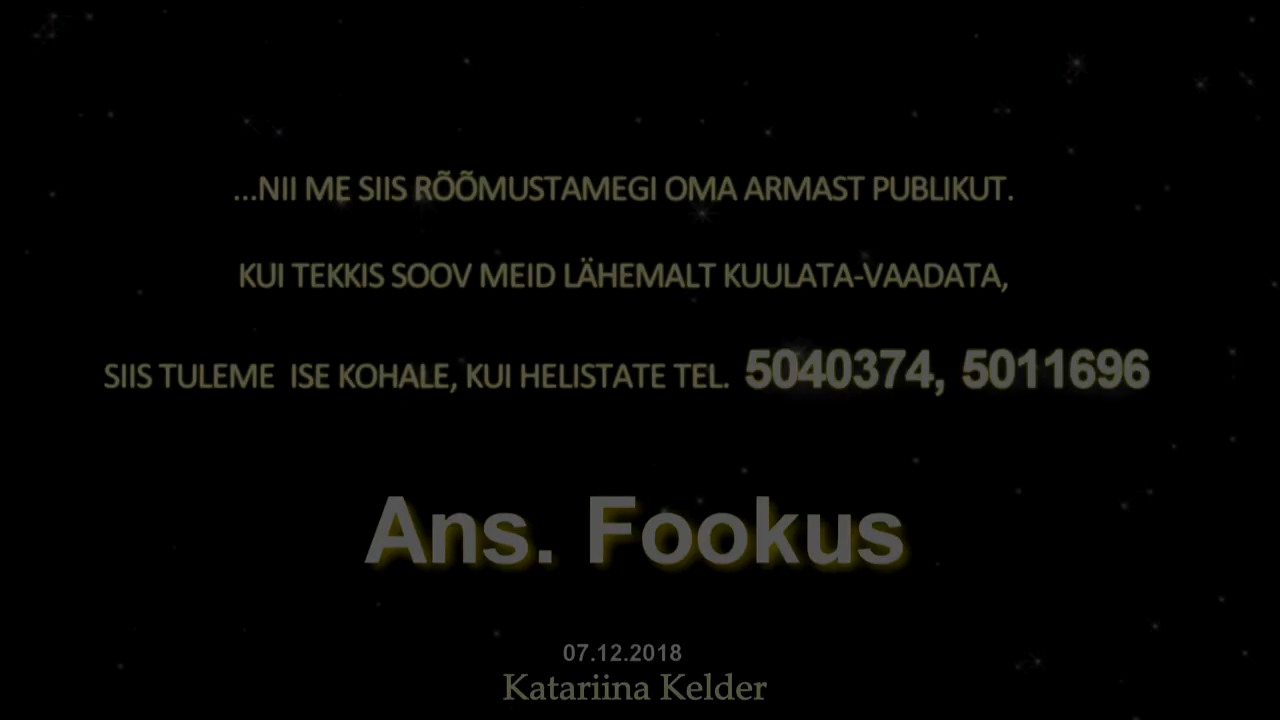 ...NII ME SIIS RÕÕMUSTAMEGI OMA ARMAST PUBLIKUT.
KUI TEKKIS SOOV MEID LÄHEMALT KUULATA-VAADATA,
SIIS TULEME ISE KOHALE, KUI HELISTATE TEL. 5040374, 5011696
Ans. Fookus
07.12.2018
Katariina Kelder